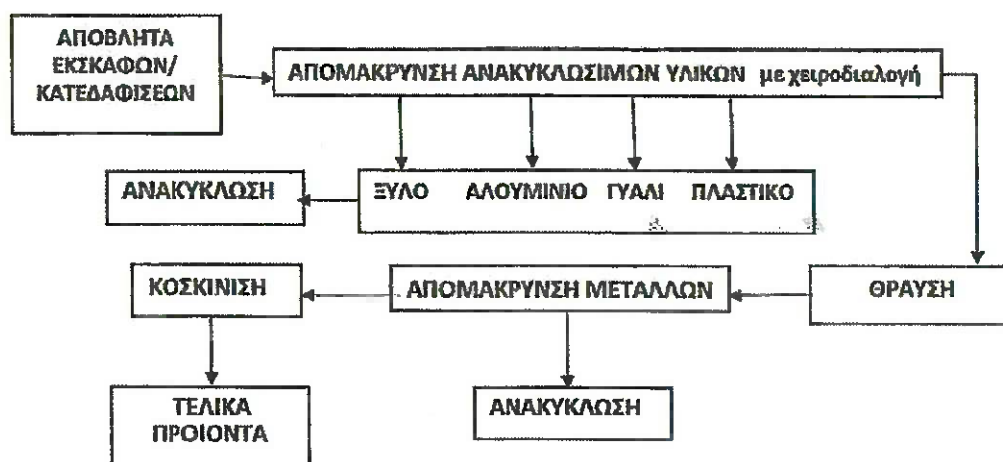 ΑΠΟΒΛΗΤΑ
ΕΚΣΚΑΦΩΝ/
ΚΑΤΕΔΑΦΙΣΕΩΝ
ΑΠΟΜΑΚΡΥΝΣΗ ΑΝΑΚΥΚΛΩΣΙΜΩΝ ΥΛΙΚΩΝ με χειροδιαλογή
ΑΝΑΚΥΚΛΩΣΗ
ΞΥΛΟ ΑΛΟΥΜΙΝΙΟ ΓΥΑΛΙ ΠΛΑΣΤΙΚΟ
ΚΟΣΚΙΝΙΣΗ
ΑΠΟΜΑΚΡΥΝΣΗ ΜΕΤΑΛΛΩΝ
ΘΡΑΥΣΗ
ΤΕΛΙΚΑ
ΠΡΟΙΟΝΤΑ
ΑΝΑΚΥΚΛΩΣΗ